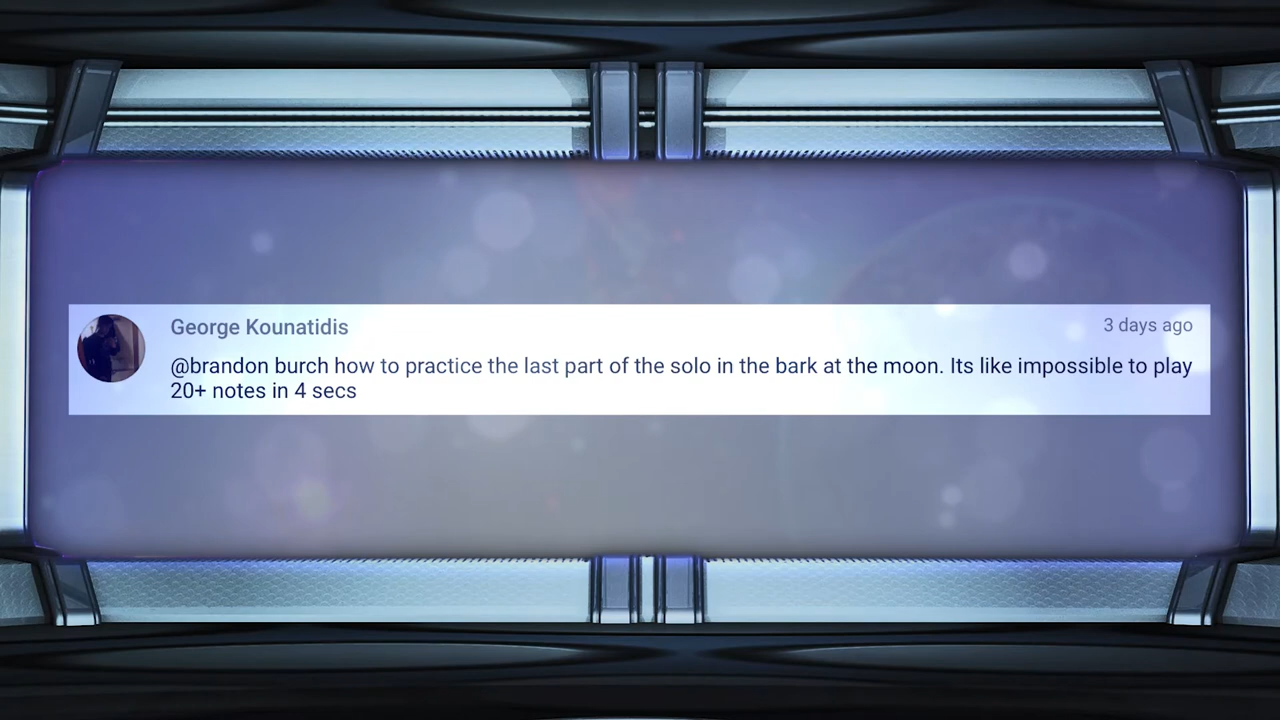 George Kounatidis
3 days ago
@brandon burch how to practice the last part of the solo in the bark at the moon. Its like impossible to play
20+ notes in 4 secs